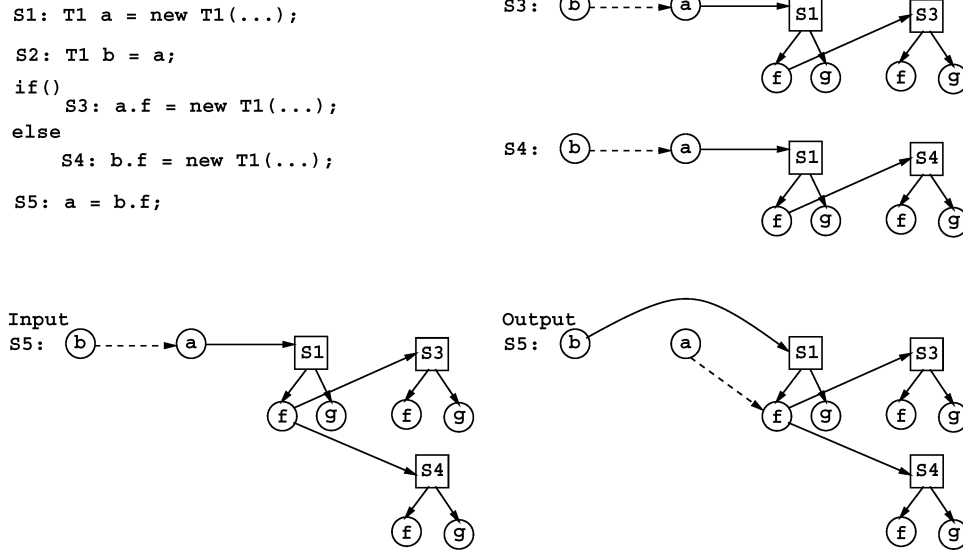 S1: T1 a = new T1(...);
S2: T1 b = a;
if()
S3: a.f = new T1(...);
else
S4: b.f = new T1(...);
S5: a = b.f;
S3: b a S1 S3
f g f g
S4: b a S1 S4
f g f g
Input
S5: b a S1 S3
f g f g
S4
f g
Output
S5: b a S1 S3
f g f g
S4
f g